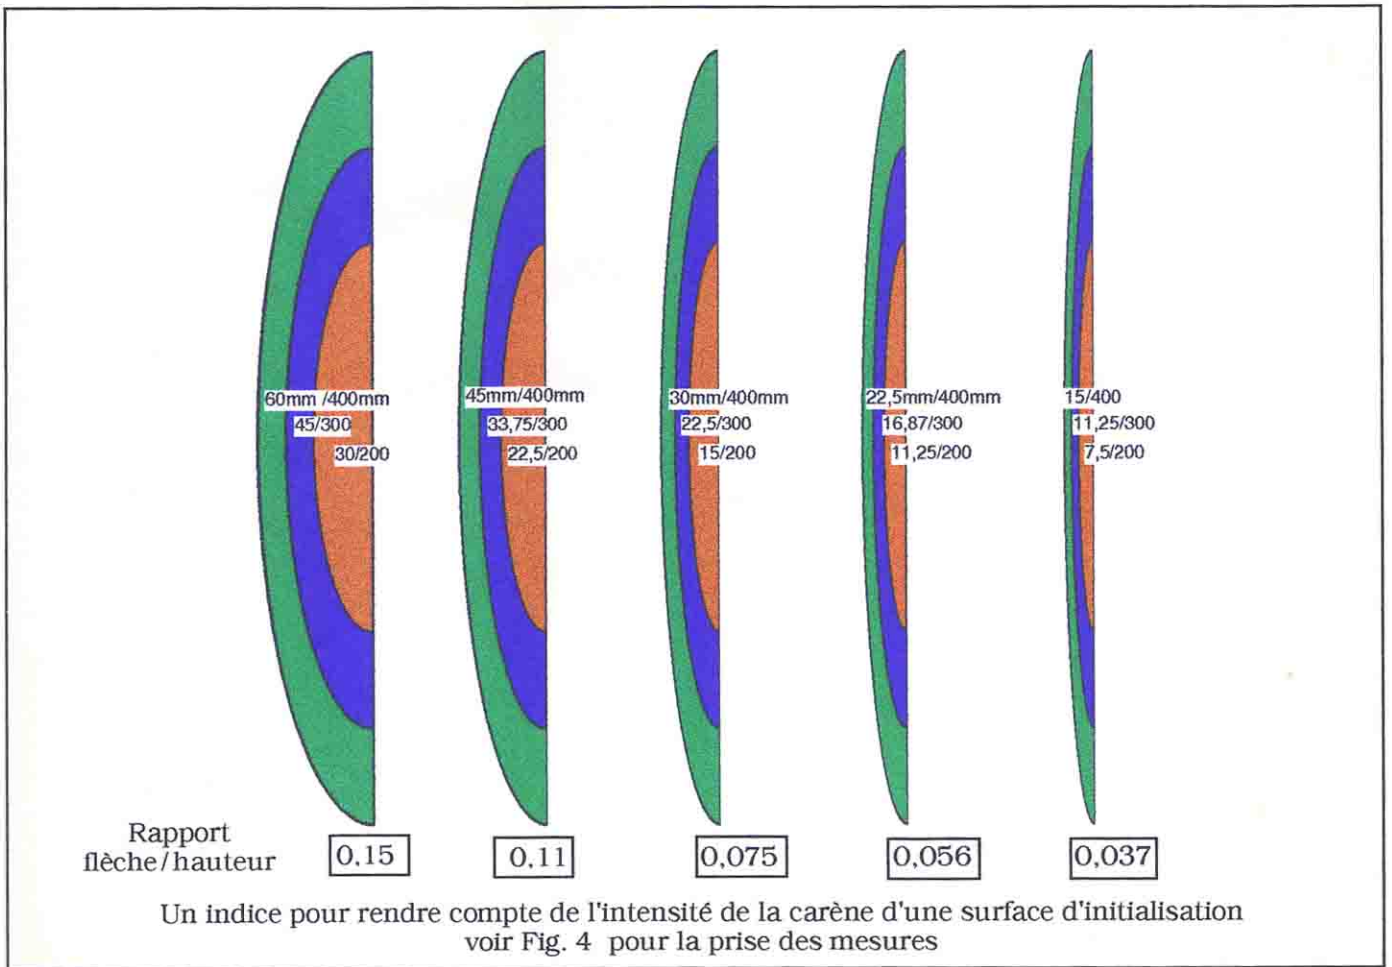 60mm /400mm
45/300
30/200
45mm/400mm
33,75/300
22,5/200
30mm/400mm
22,5/300
15/200
22,5mm/400mm
16,87/300
11,25/200
15/400
11,25/300
7,5/200
Rapport
flèche/hauteur
0,15
0,11
0,075
0,056
0,037
Un indice pour rendre compte de l'intensité de la carène d'une surface d'initialisation
voir Fig. 4 pour la prise des mesures